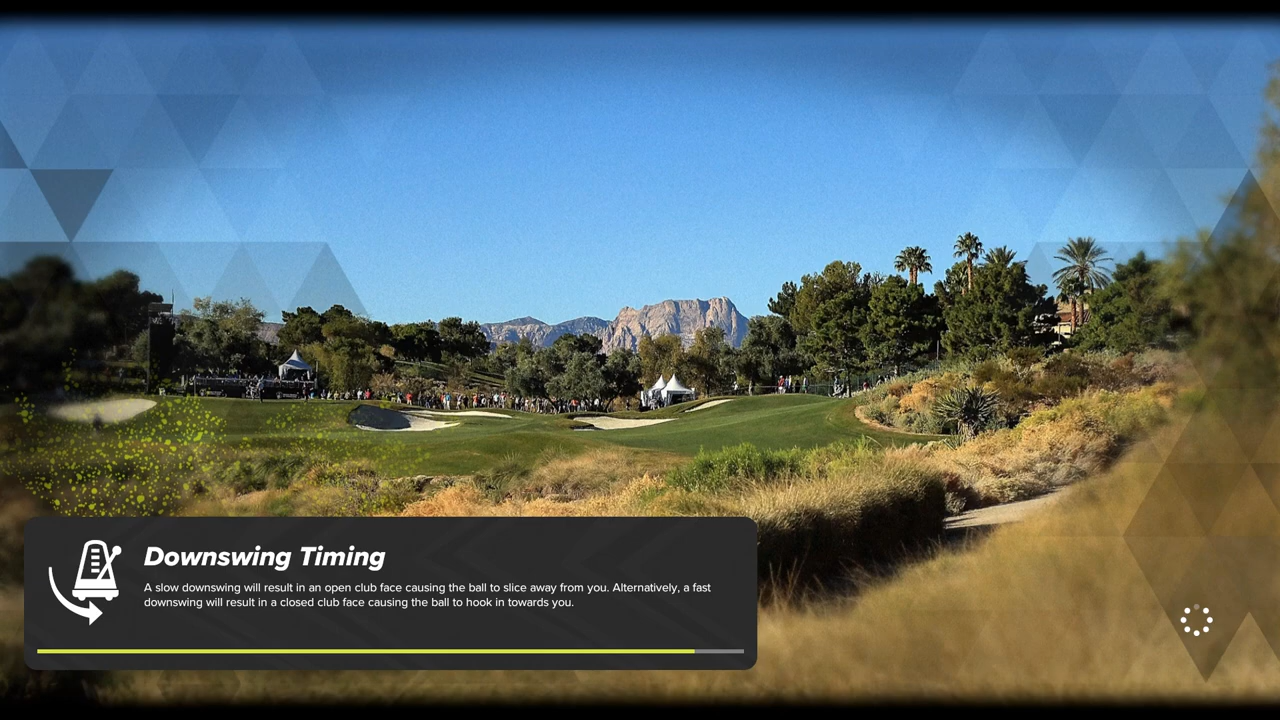 Downswing Timing
A slow downswing will result in an open club face causing the ball to slice away from you. Alternatively, a fast
downswing will result in a closed club face causing the ball to hook in towards you.